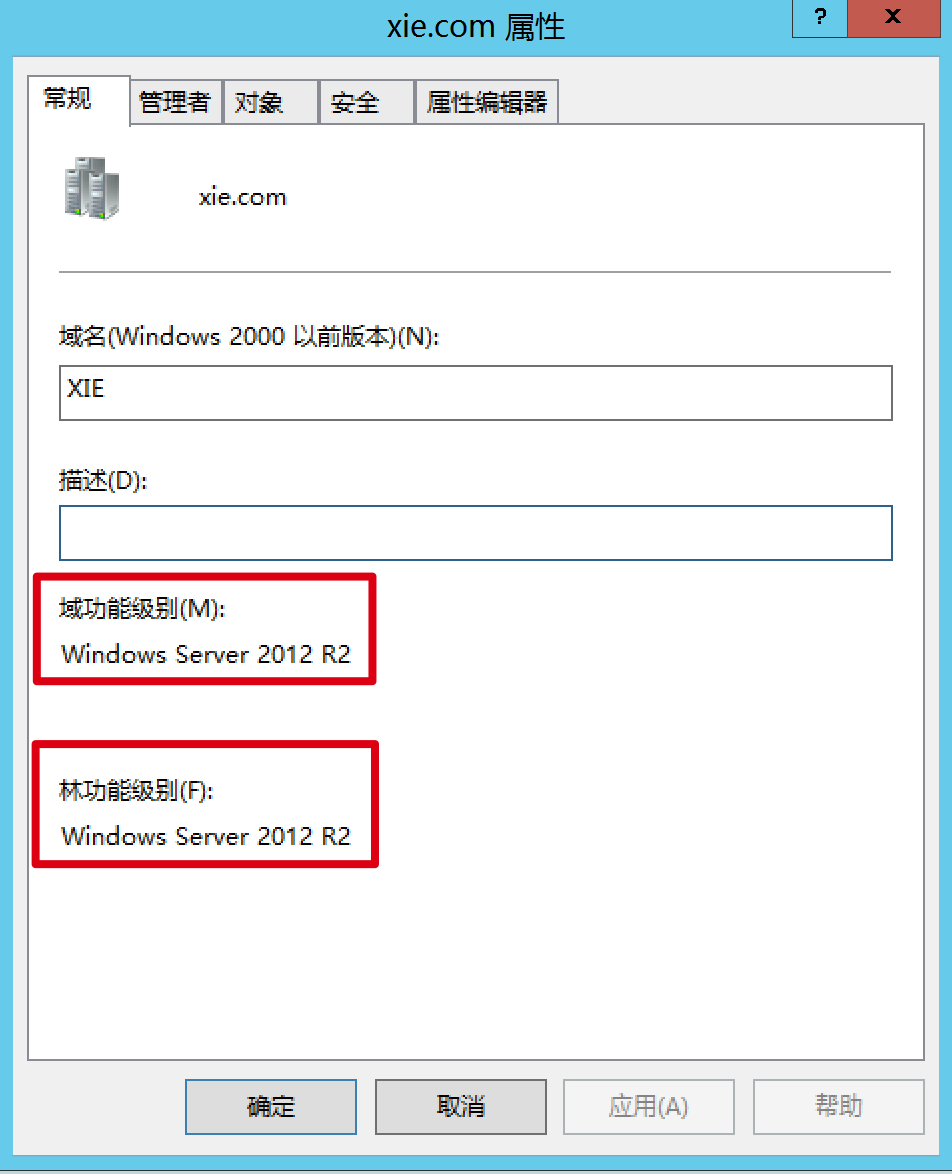 xie.com 属性
?
x
常规
管理者
对象
安全
属性编辑器
xie.com
域名(Windows 2000 以前版本)(N):
XIE
描述(D):
域功能级别(M):
Windows Server 2012 R2
林功能级别(F):
Windows Server 2012 R2
确定
取消
应用(A)
帮助